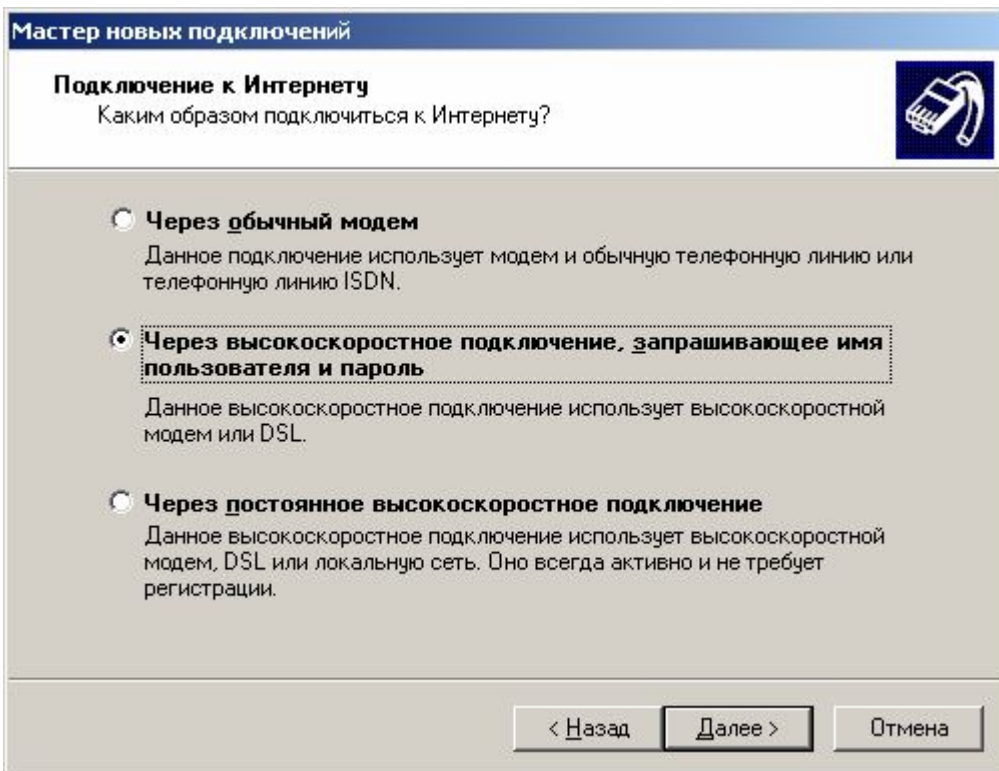 Мастер новых подключений
Подключение к Интернету
Каким образом подключиться к Интернету?
Через обычный модем
Данное подключение использует модем и обычную телефонную линию или
телефонную линию ISDN.
Через высокоскоростное подключение, запрашивающее имя
пользователя и пароль
Данное высокоскоростное подключение использует высокоскоростной
модем или DSL.
Через постоянное высокоскоростное подключение
Данное высокоскоростное подключение использует высокоскоростной
модем, DSL или локальную сеть. Оно всегда активно и не требует
регистрации.
< Назад Далее > Отмена